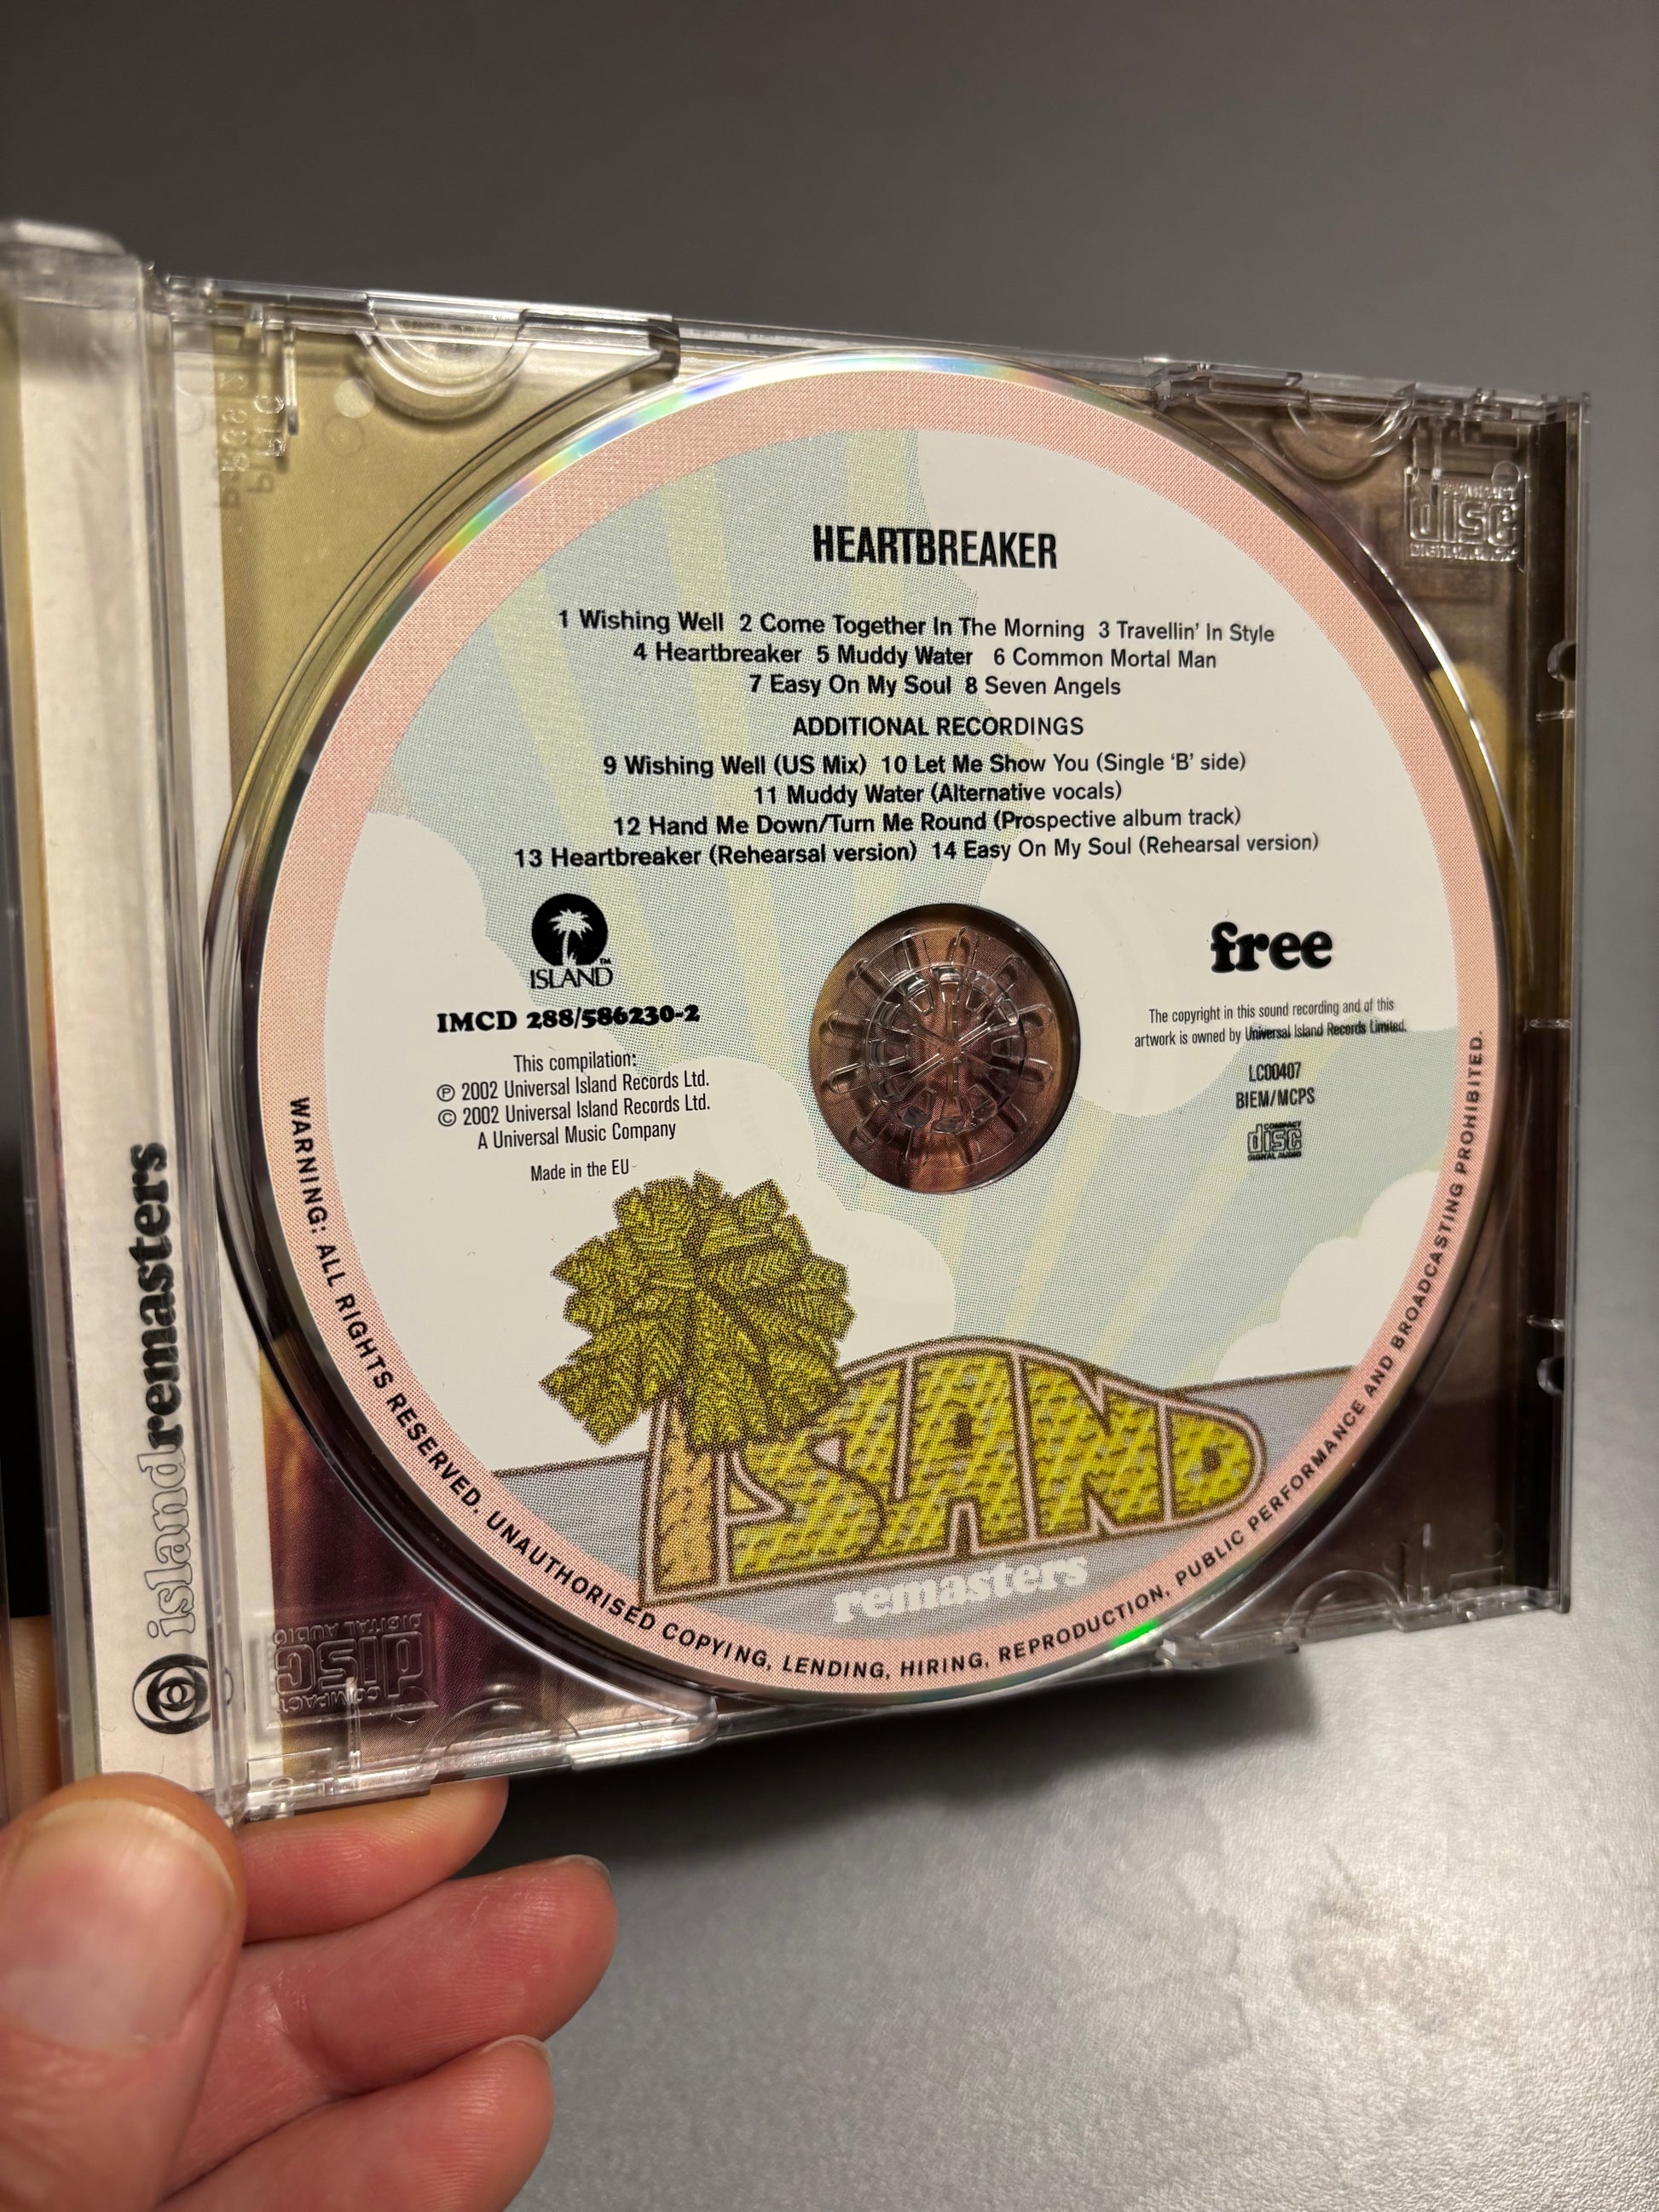 HEARTBREAKER
1 Wishing Well 2 Come Together In The Morning 3 Travellin' In Style
4 Heartbreaker 5 Muddy Water 6 Common Mortal Man
7 Easy On My Soul 8 Seven Angels
ADDITIONAL RECORDINGS
9 Wishing Well (US Mix) 10 Let Me Show You (Single 'B' side)
11 Muddy Water (Alternative vocals)
12 Hand Me Down/Turn Me Round (Prospective album track)
13 Heartbreaker (Rehearsal version) 14 Easy On My Soul (Rehearsal version)
ISLAND™
IMCD 288/586230-2
This compilation:
℗ 2002 Universal Island Records Ltd.
© 2002 Universal Island Records Ltd.
A Universal Music Company
Made in the EU
free
The copyright in this sound recording and of this
artwork is owned by Universal Island Records Limited.
LC00407
BIEM/MCPS
COMPACT
disc
DIGITAL AUDIO
ISLAND
remasters
WARNING: ALL RIGHTS RESERVED. UNAUTHORISED COPYING, LENDING, HIRING, REPRODUCTION, PUBLIC PERFORMANCE AND BROADCASTING PROHIBITED.
islandremasters
COMPACT
disc
DIGITAL AUDIO
COMPACT
disc
DIGITAL AUDIO